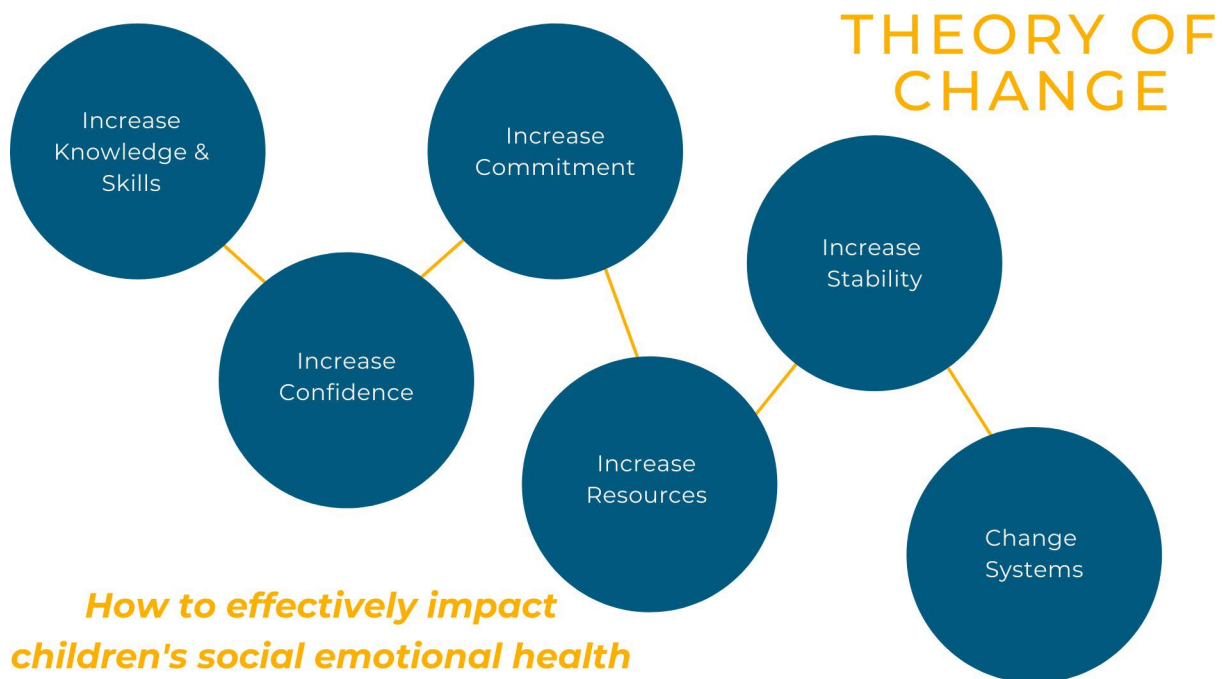 THEORY OF
CHANGE
Increase
Knowledge &
Skills
Increase
Confidence
Increase
Commitment
Increase
Resources
Increase
Stability
Change
Systems
How to effectively impact
children's social emotional health